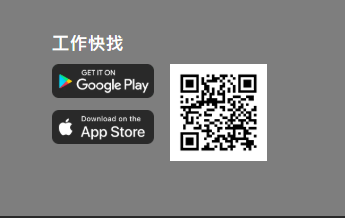 工作快找
GET IT ON
Google Play
Download on the
App Store